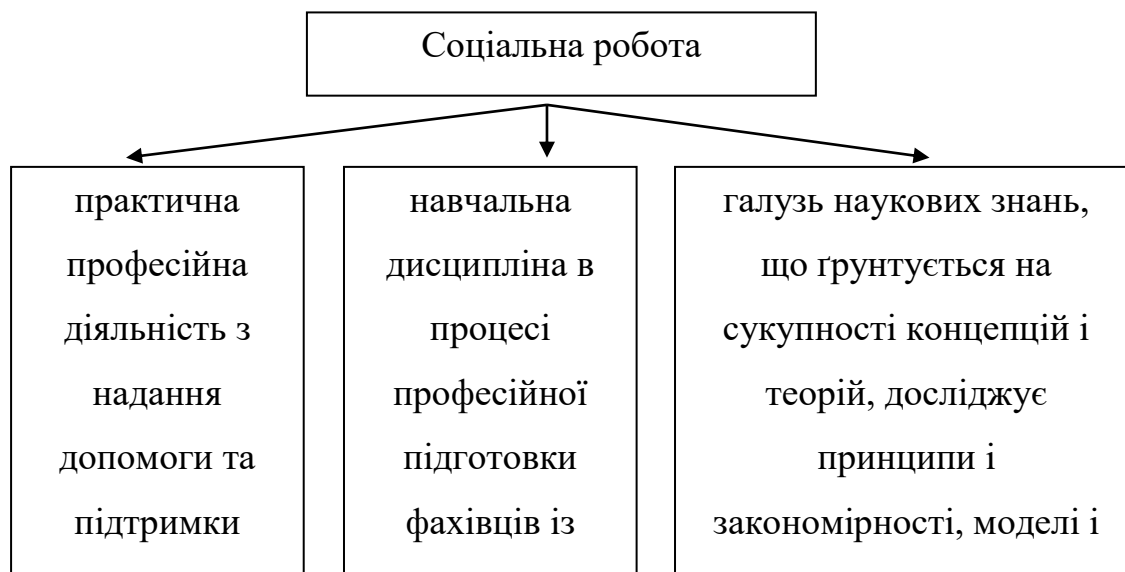 Соціальна робота
практична
професійна
діяльність з
надання
допомоги та
підтримки
навчальна
дисципліна в
процесі
професійної
підготовки
фахівців із
галузь наукових знань,
що ґрунтується на
сукупності концепцій і
теорій, досліджує
принципи і
закономірності, моделі і